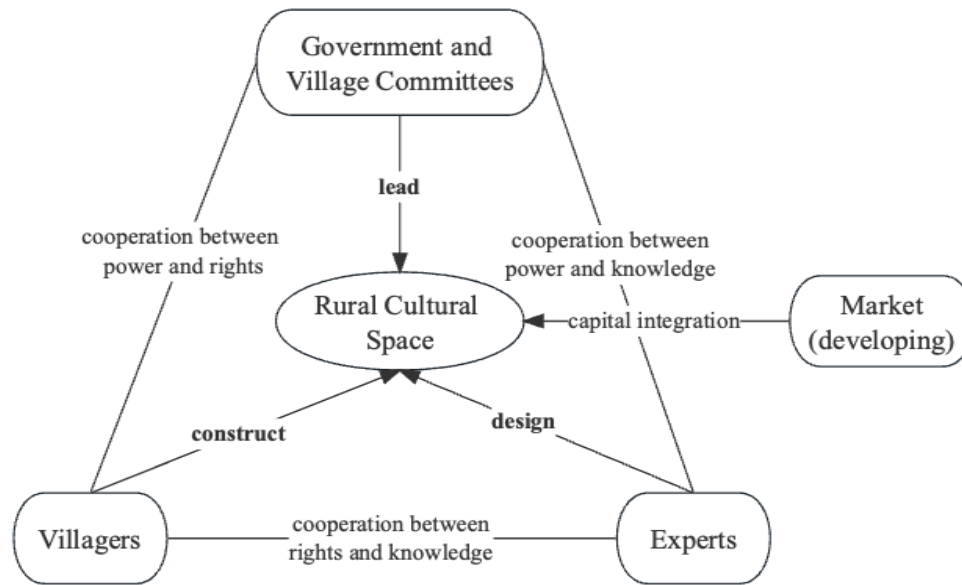 Government and
Village Committees
lead
cooperation between
power and rights
cooperation between
power and knowledge
Rural Cultural
Space
capital integration
Market
(developing)
construct
design
Villagers
cooperation between
rights and knowledge
Experts